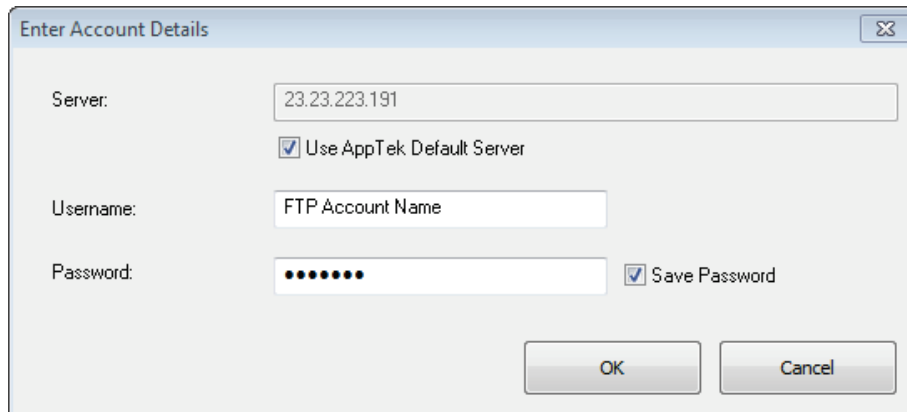 Enter Account Details
Server: 23.23.223.191
Use AppTek Default Server
Username: FTP Account Name
Password: ●●●●●●● Save Password
OK Cancel